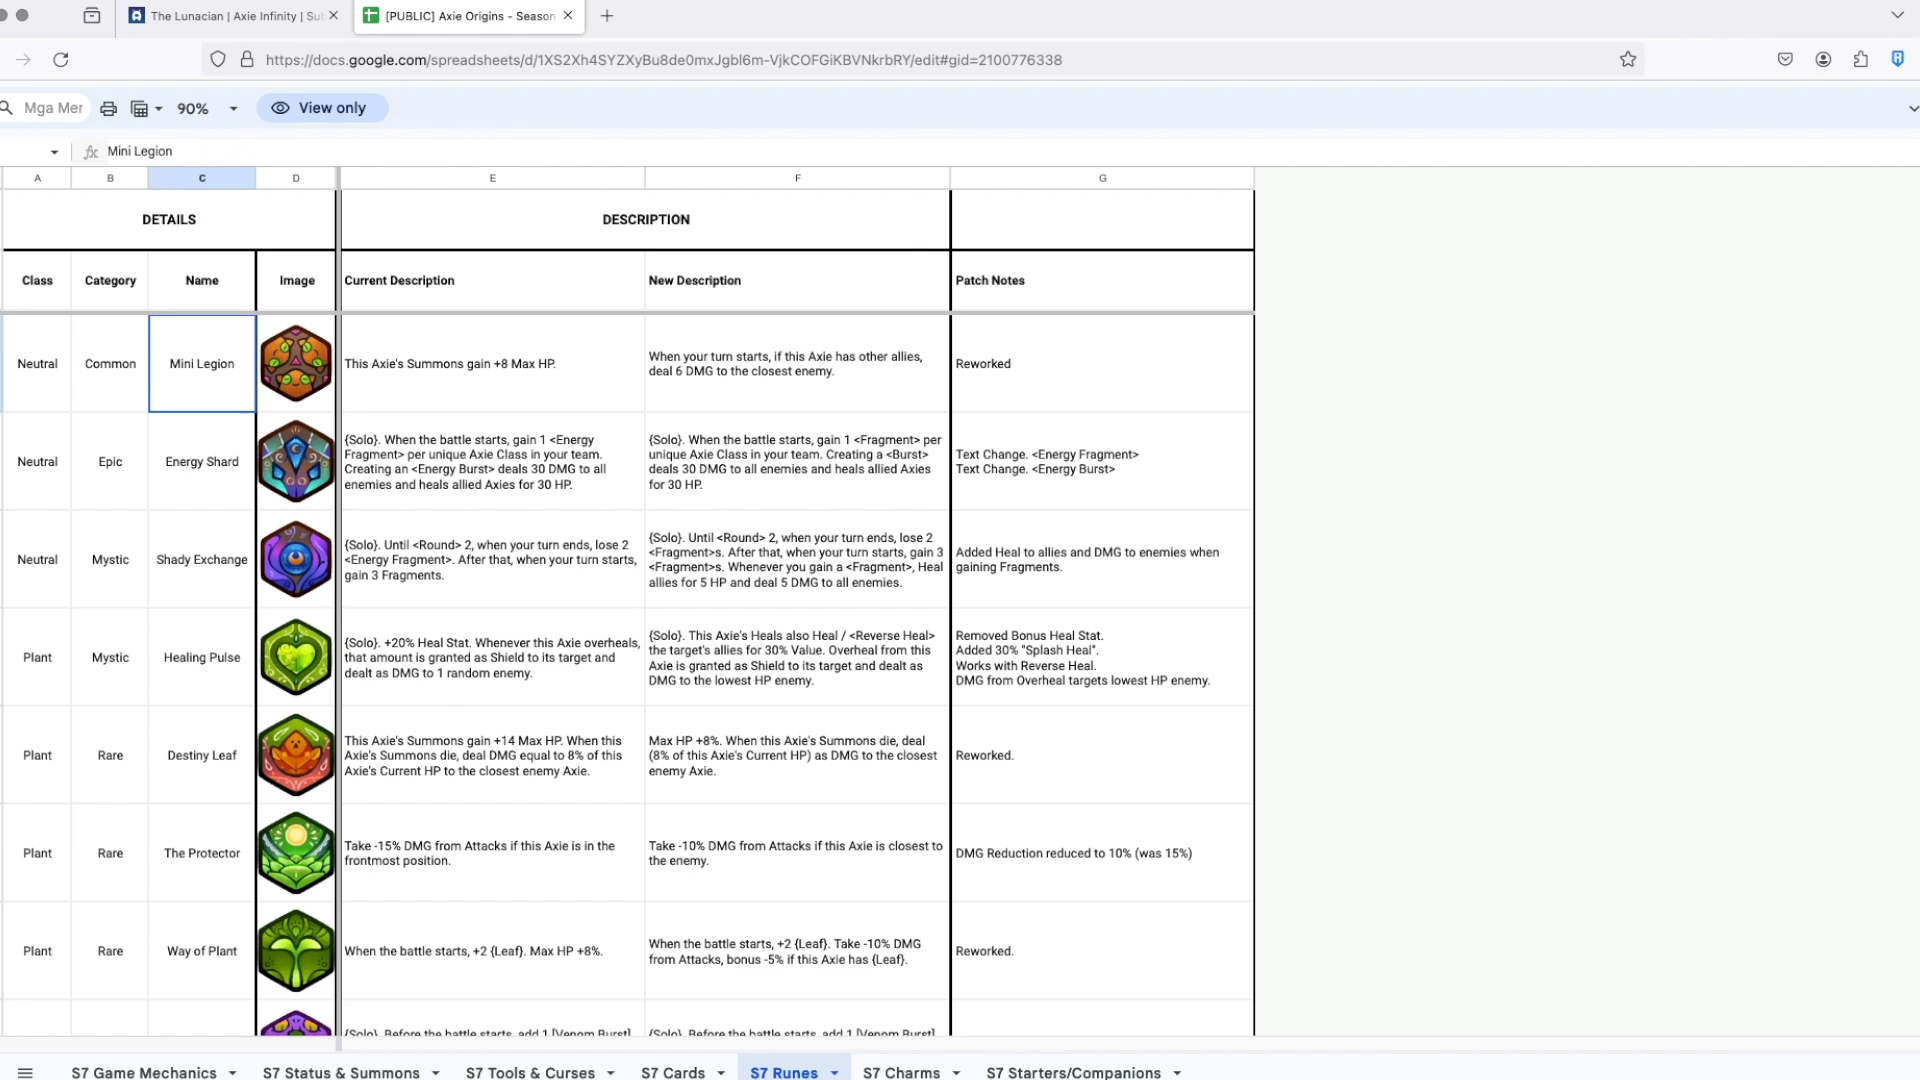 The Lunacian | Axie Infinity | Su
[PUBLIC] Axie Origins - Season
https://docs.google.com/spreadsheets/d/1XS2Xh4SYZXyBu8de0mxJgbl6m-VjkCOFGiKBVNkrbRY/edit#gid=2100776338
Mga Mer
90%
View only
fx
Mini Legion
A B C D E F G
DETAILS
DESCRIPTION
Class Category Name Image Current Description New Description Patch Notes
Neutral
Common
Mini Legion
This Axie's Summons gain +8 Max HP.
When your turn starts, if this Axie has other allies,
deal 6 DMG to the closest enemy.
Reworked
Neutral
Epic
Energy Shard
{Solo}. When the battle starts, gain 1 <Energy
Fragment> per unique Axie Class in your team.
Creating an <Energy Burst> deals 30 DMG to all
enemies and heals allied Axies for 30 HP.
{Solo}. When the battle starts, gain 1 <Fragment> per
unique Axie Class in your team. Creating a <Burst>
deals 30 DMG to all enemies and heals allied Axies
for 30 HP.
Text Change. <Energy Fragment>
Text Change. <Energy Burst>
Neutral
Mystic
Shady Exchange
{Solo}. Until <Round> 2, when your turn ends, lose 2
<Energy Fragment>. After that, when your turn starts,
gain 3 Fragments.
{Solo}. Until <Round> 2, when your turn ends, lose 2
<Fragment>s. After that, when your turn starts, gain 3
<Fragment>s. Whenever you gain a <Fragment>, Heal
allies for 5 HP and deal 5 DMG to all enemies.
Added Heal to allies and DMG to enemies when
gaining Fragments.
Plant
Mystic
Healing Pulse
{Solo}. +20% Heal Stat. Whenever this Axie overheals,
that amount is granted as Shield to its target and
dealt as DMG to 1 random enemy.
{Solo}. This Axie's Heals also Heal / <Reverse Heal>
the target's allies for 30% Value. Overheal from this
Axie is granted as Shield to its target and dealt as
DMG to the lowest HP enemy.
Removed Bonus Heal Stat.
Added 30% "Splash Heal".
Works with Reverse Heal.
DMG from Overheal targets lowest HP enemy.
Plant
Rare
Destiny Leaf
This Axie's Summons gain +14 Max HP. When this
Axie's Summons die, deal DMG equal to 8% of this
Axie's Current HP to the closest enemy Axie.
Max HP +8%. When this Axie's Summons die, deal
(8% of this Axie's Current HP) as DMG to the closest
enemy Axie.
Reworked.
Plant
Rare
The Protector
Take -15% DMG from Attacks if this Axie is in the
frontmost position.
Take -10% DMG from Attacks if this Axie is closest to
the enemy.
DMG Reduction reduced to 10% (was 15%)
Plant
Rare
Way of Plant
When the battle starts, +2 {Leaf}. Max HP +8%.
When the battle starts, +2 {Leaf}. Take -10% DMG
from Attacks, bonus -5% if this Axie has {Leaf}.
Reworked.
{Solo}. Before the battle starts, add 1 [Venom Burst]
{Solo}. Before the battle starts, add 1 [Venom Burst]
S7 Game Mechanics
S7 Status & Summons
S7 Tools & Curses
S7 Cards
S7 Runes
S7 Charms
S7 Starters/Companions